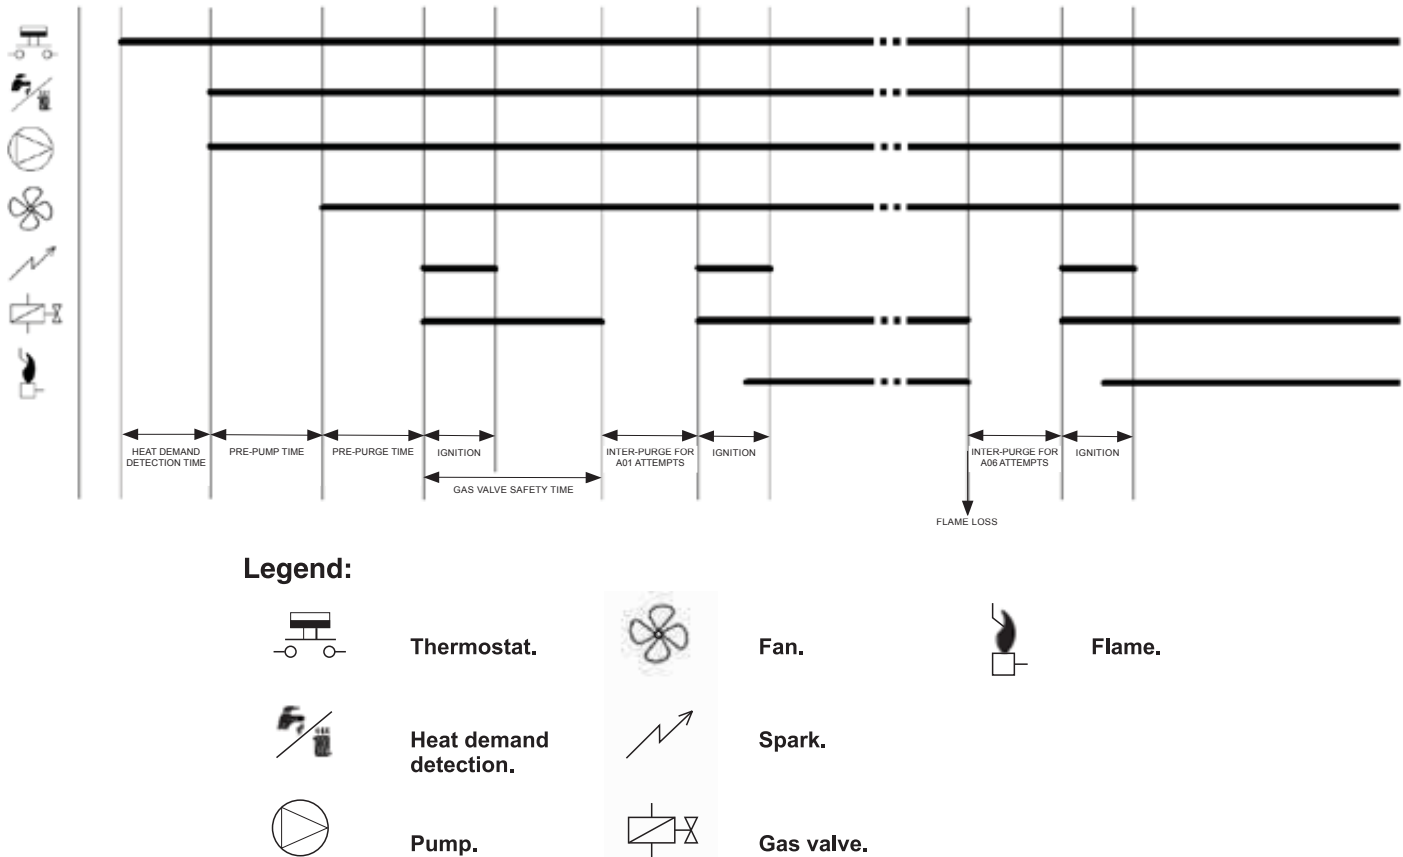 HEAT DEMAND
DETECTION TIME
PRE-PUMP TIME
PRE-PURGE TIME
IGNITION
INTER-PURGE FOR
A01 ATTEMPTS
IGNITION
INTER-PURGE FOR
A06 ATTEMPTS
IGNITION
GAS VALVE SAFETY TIME
FLAME LOSS
Legend:
Thermostat.
Fan.
Flame.
Heat demand
detection.
Spark.
Pump.
Gas valve.